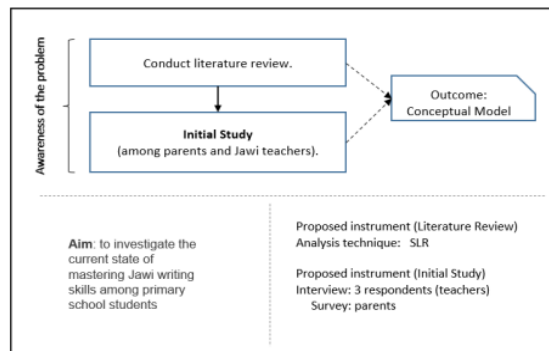 Awareness of the problem
Conduct literature review.
Initial Study
(among parents and Jawi teachers).
Outcome:
Conceptual Model
Aim: to investigate the
current state of
mastering Jawi writing
skills among primary
school students
Proposed instrument (Literature Review)
Analysis technique: SLR
Proposed instrument (Initial Study)
Interview: 3 respondents (teachers)
Survey: parents